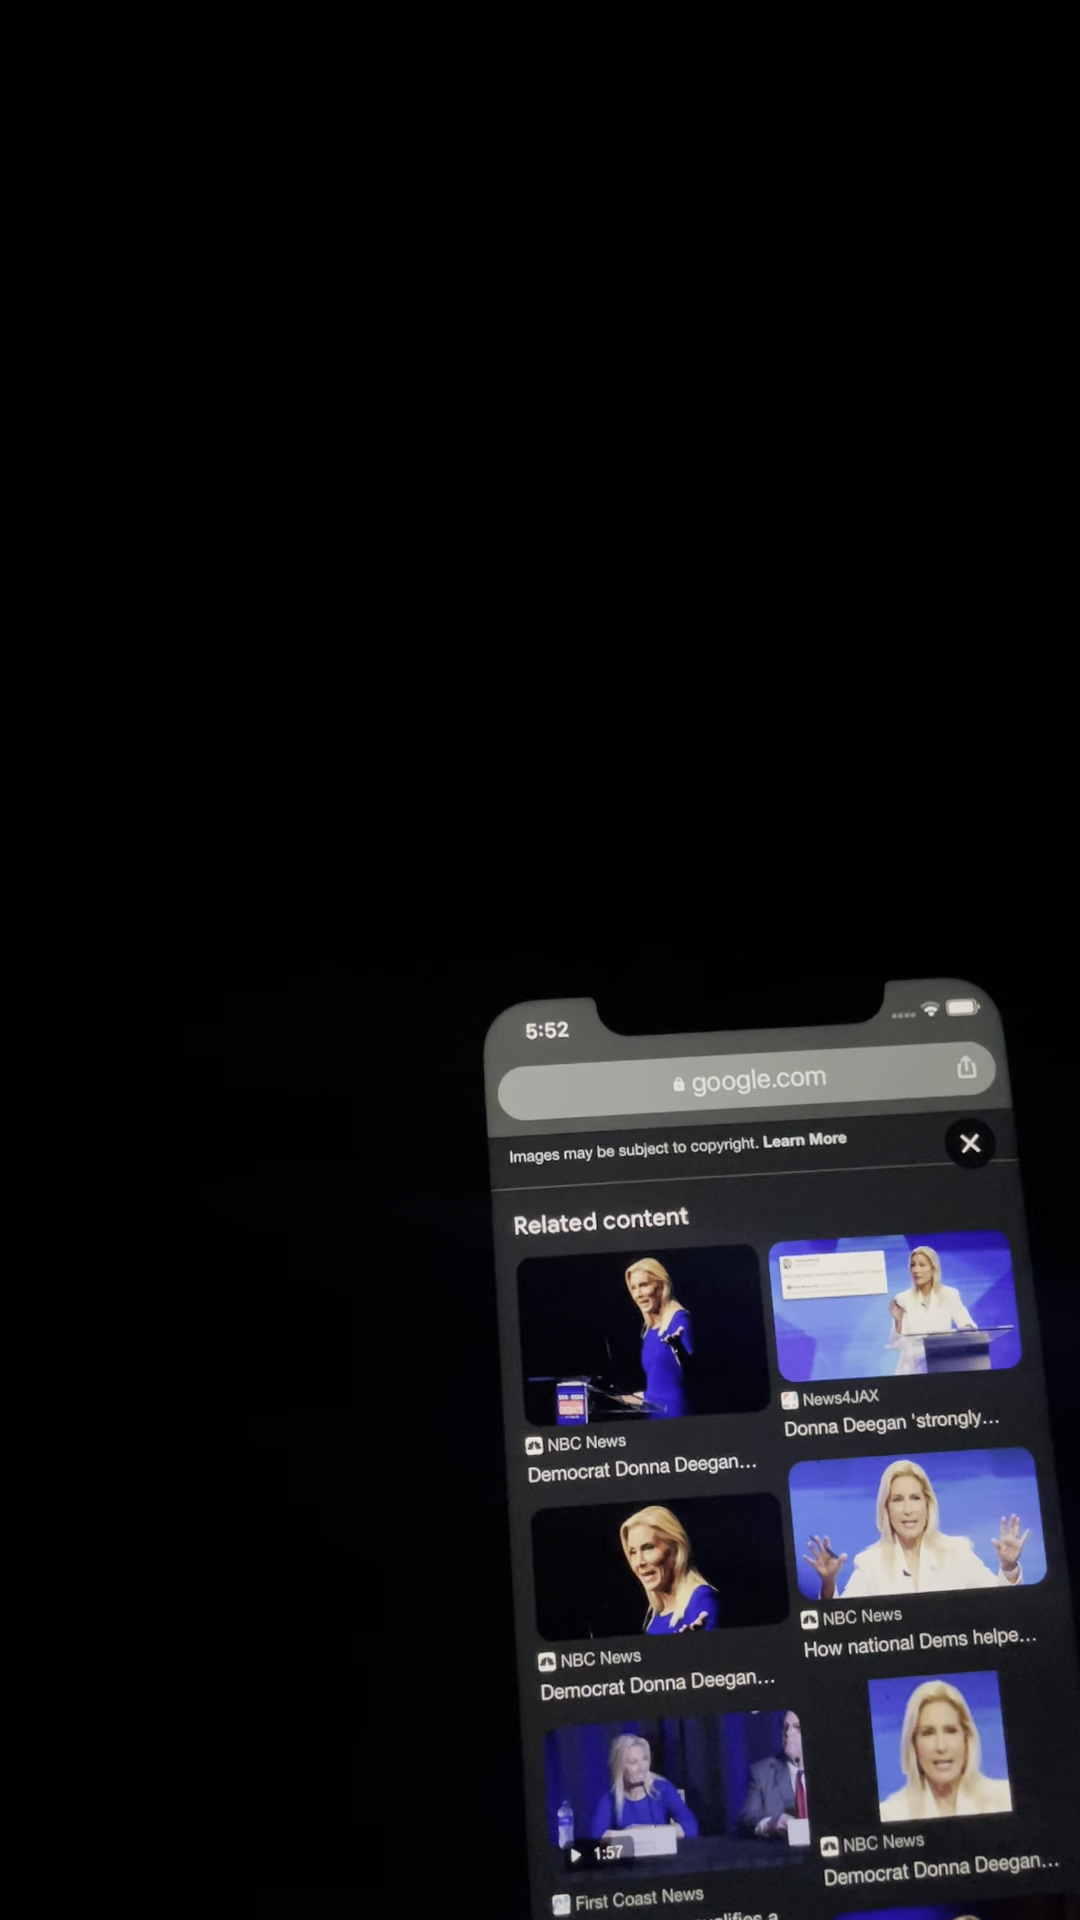 5:52
google.com
Images may be subject to copyright. Learn More
Related content
NBC News
Democrat Donna Deegan...
News4JAX
Donna Deegan 'strongly...
NBC News
Democrat Donna Deegan...
NBC News
How national Dems helpe...
1:57
First Coast News
NBC News
Democrat Donna Deegan...